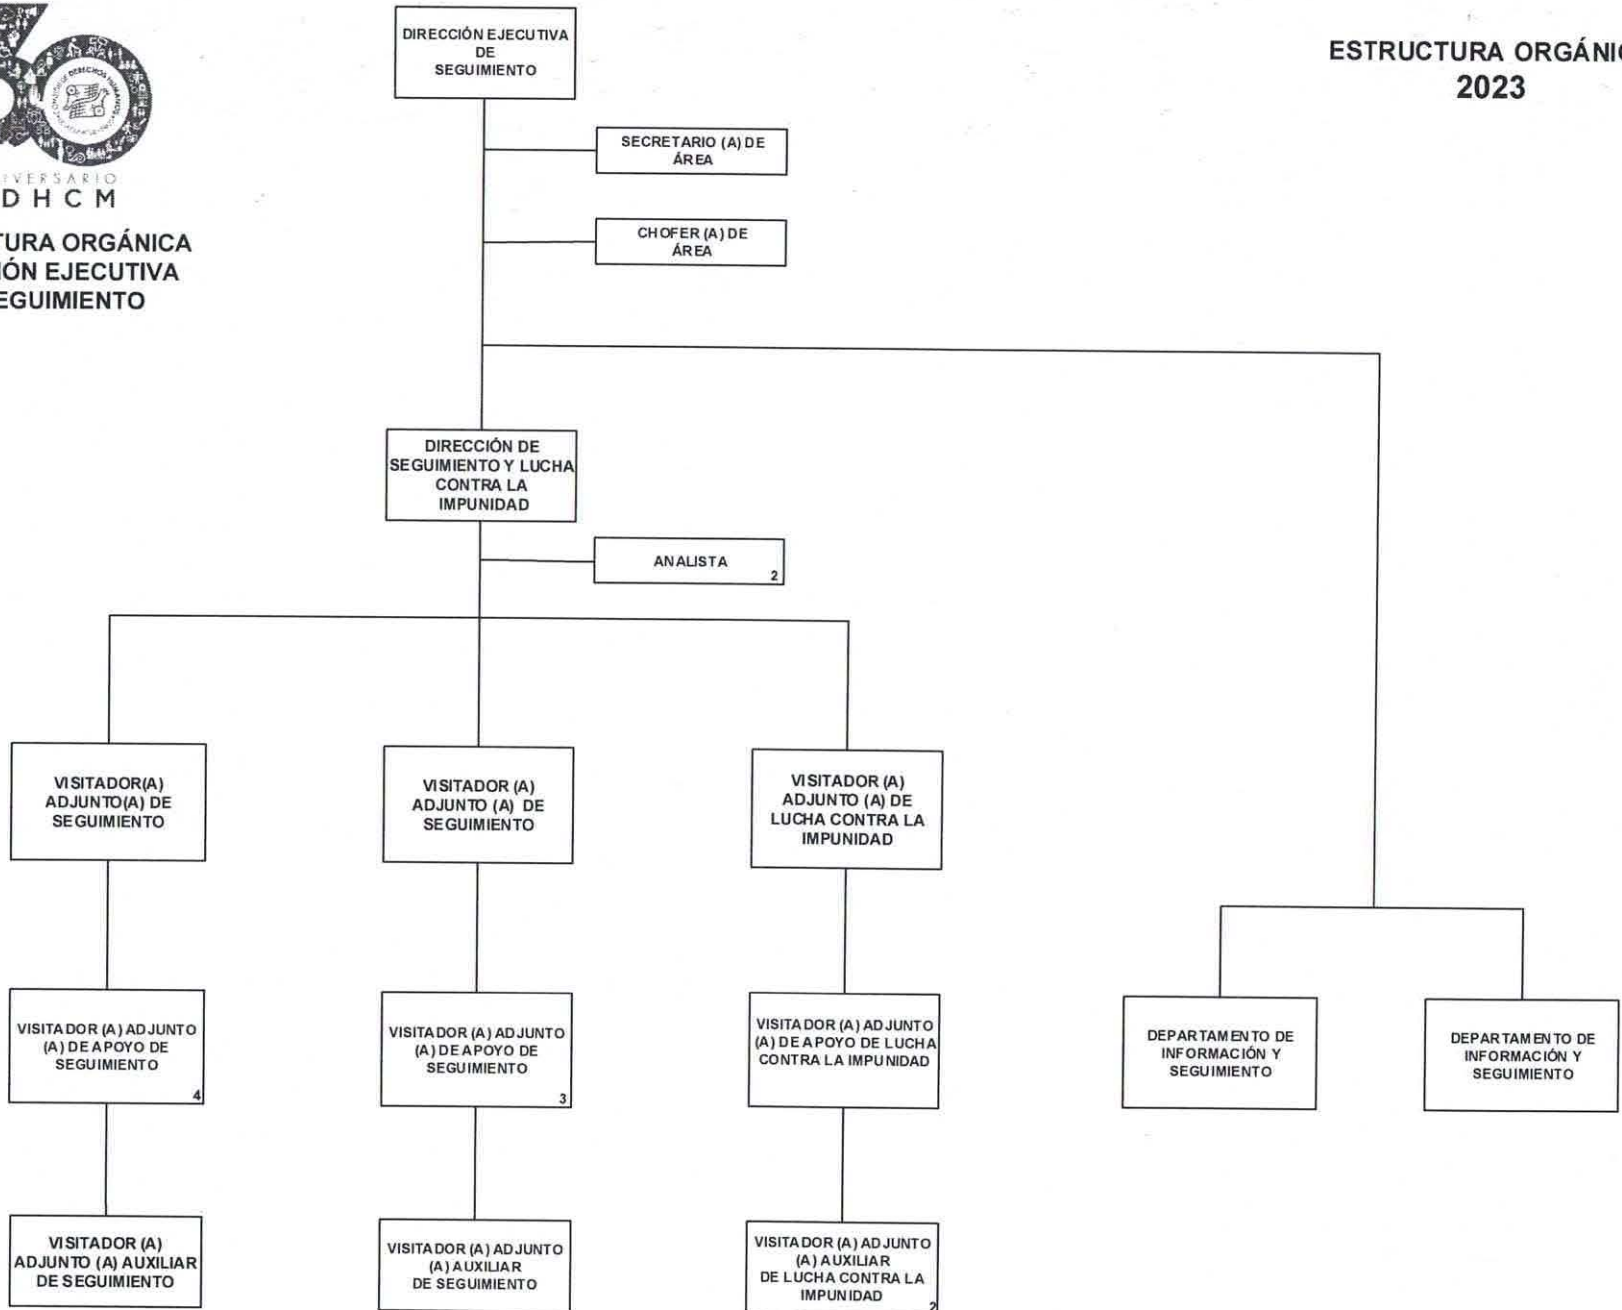 DIRECCIÓN EJECUTIVA
DE
SEGUIMIENTO
ESTRUCTURA ORGÁNIC
2023
SECRETARIO (A) DE
ÁREA
IVERSARIO
DHCM
CHOFER (A) DE
ÁREA
TURA ORGÁNICA
IÓN EJECUTIVA
EGUIMIENTO
DIRECCIÓN DE
SEGUIMIENTO Y LUCHA
CONTRA LA
IMPUNIDAD
ANALISTA
2
VISITADOR(A)
ADJUNTO(A) DE
SEGUIMIENTO
VISITADOR (A)
ADJUNTO (A) DE
SEGUIMIENTO
VISITADOR (A)
ADJUNTO (A) DE
LUCHA CONTRA LA
IMPUNIDAD
VISITADOR (A) ADJUNTO
(A) DE APOYO DE
SEGUIMIENTO
4
VISITADOR (A) ADJUNTO
(A) DE APOYO DE
SEGUIMIENTO
3
VISITADOR (A) ADJUNTO
(A) DE APOYO DE LUCHA
CONTRA LA IMPUNIDAD
DEPARTAMENTO DE
INFORMACIÓN Y
SEGUIMIENTO
DEPARTAMENTO DE
INFORMACIÓN Y
SEGUIMIENTO
VISITADOR (A)
ADJUNTO (A) AUXILIAR
DE SEGUIMIENTO
VISITADOR (A) ADJUNTO
(A) AUXILIAR
DE SEGUIMIENTO
VISITADOR (A) ADJUNTO
(A) AUXILIAR
DE LUCHA CONTRA LA
IMPUNIDAD
2